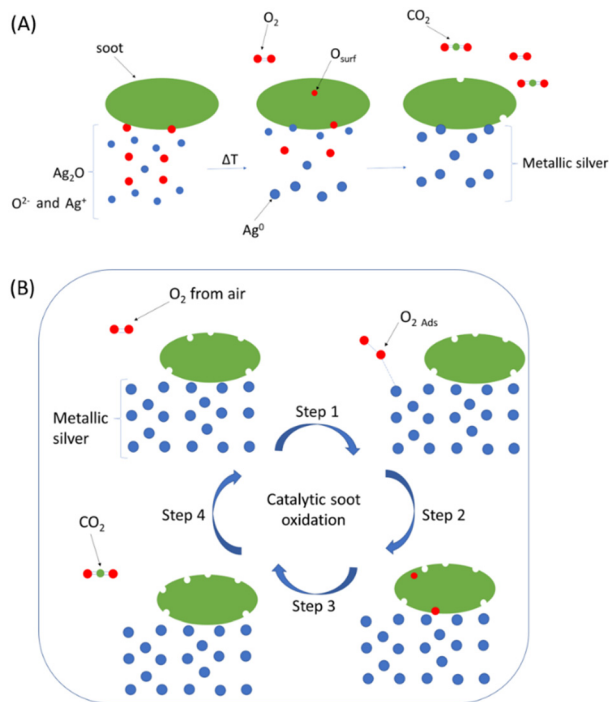 (A)
O₂
CO₂
soot
Oₛᵤᵣf
Ag₂O
O²⁻ and Ag⁺
ΔT
Ag⁰
Metallic silver
(B)
O₂ from air
O₂ Ads
Metallic
silver
Step 1
Step 4
Catalytic soot
oxidation
Step 2
CO₂
Step 3